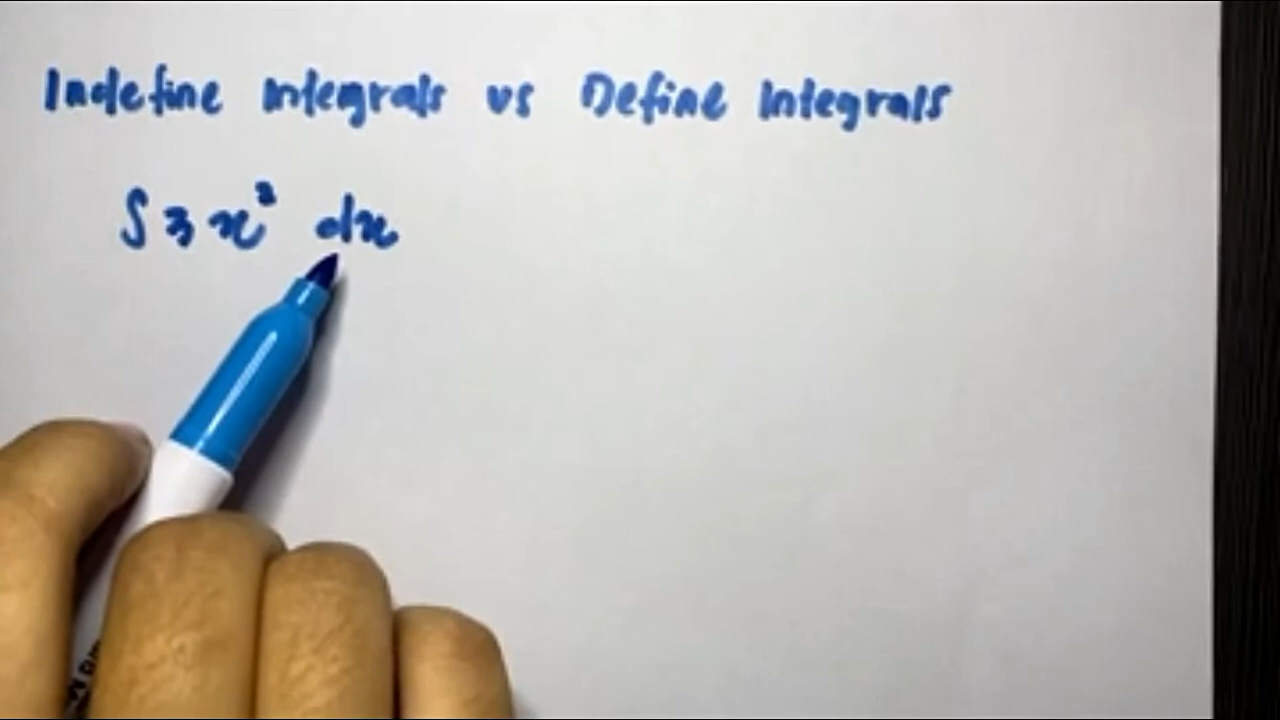 Indefine Integrals vs Define Integrals
∫3x² dx